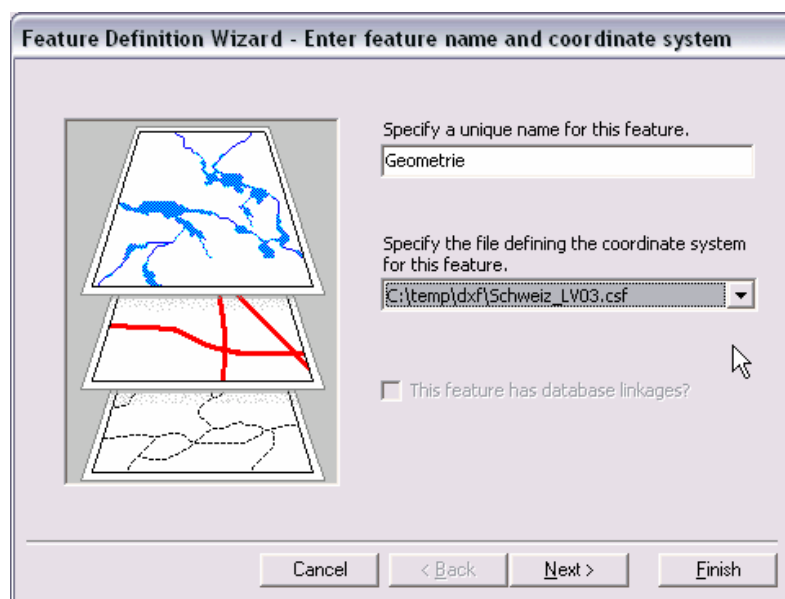 Feature Definition Wizard - Enter feature name and coordinate system
Specify a unique name for this feature.
Geometrie
Specify the file defining the coordinate system
for this feature.
C:\temp\dxf\Schweiz_LV03.csf
This feature has database linkages?
Cancel
< Back
Next >
Finish